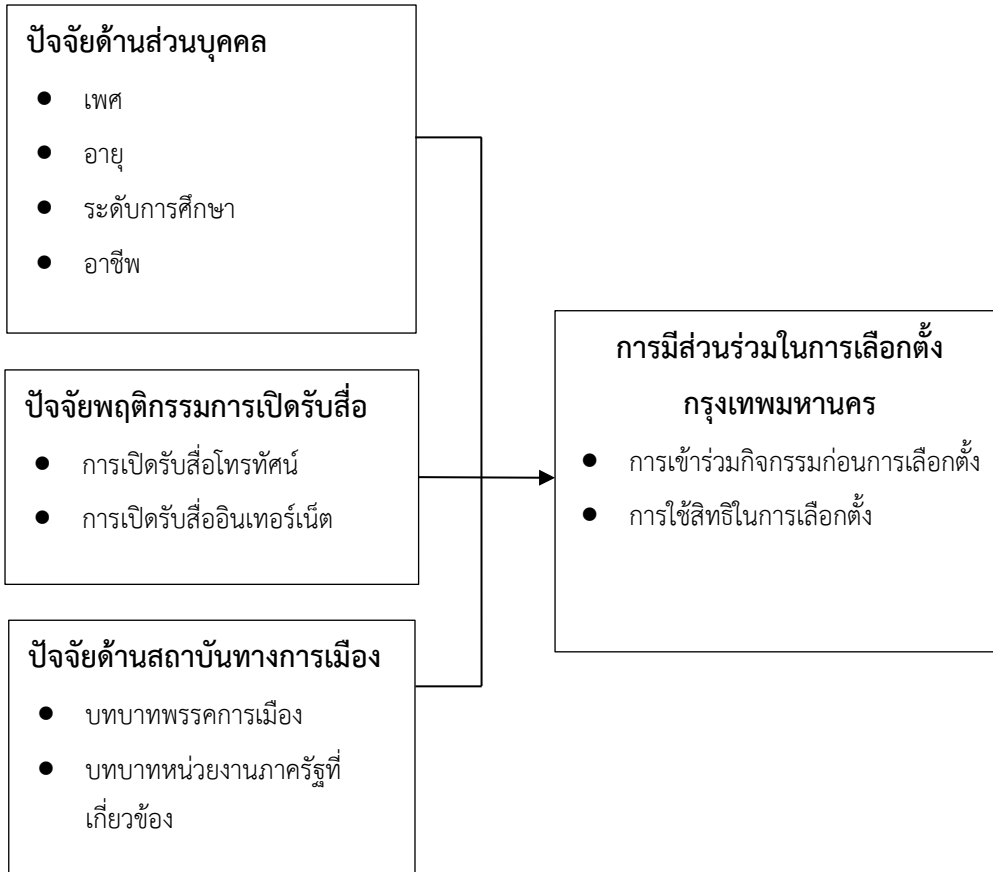 ปัจจัยด้านส่วนบุคคล
● เพศ
● อายุ
● ระดับการศึกษา
● อาชีพ
ปัจจัยพฤติกรรมการเปิดรับสื่อ
● การเปิดรับสื่อโทรทัศน์
● การเปิดรับสื่ออินเทอร์เน็ต
ปัจจัยด้านสถาบันทางการเมือง
● บทบาทพรรคการเมือง
● บทบาทหน่วยงานภาครัฐที่
เกี่ยวข้อง
การมีส่วนร่วมในการเลือกตั้ง
กรุงเทพมหานคร
● การเข้าร่วมกิจกรรมก่อนการเลือกตั้ง
● การใช้สิทธิในการเลือกตั้ง